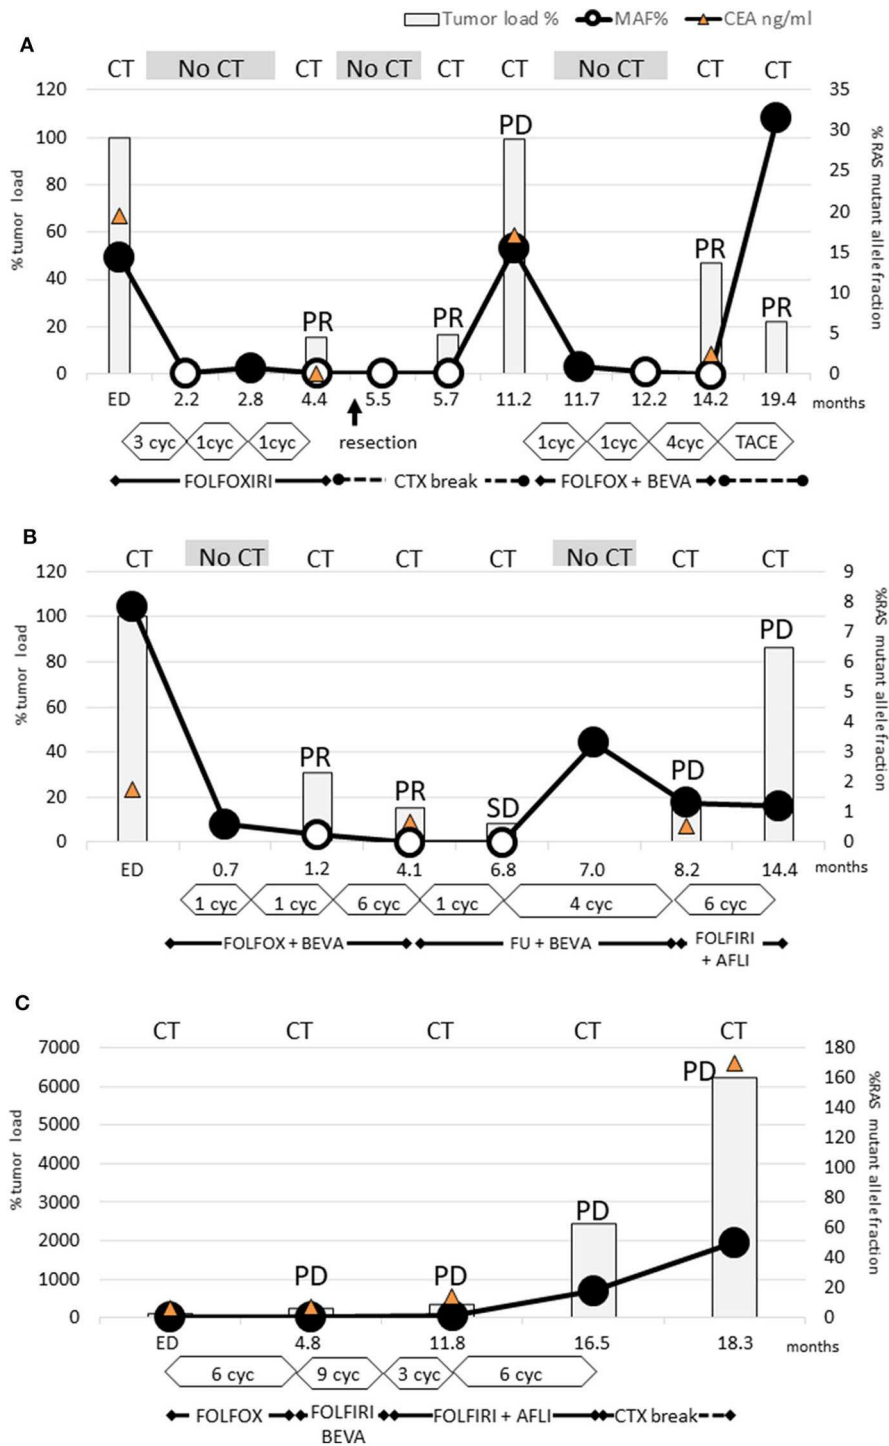 Tumor load % MAF% CEA ng/ml
A
CT No CT CT No CT CT CT No CT CT CT
120 35
100 30
80 25
60 20
40 15
20 10
0 5
0
% tumor load
%RAS mutant allele fraction
PR PR PD PR PR
ED 2.2 2.8 4.4 5.5 5.7 11.2 11.7 12.2 14.2 19.4 months
resection
3 cyc 1cyc 1cyc 1cyc 1cyc 4cyc TACE
FOLFOXIRI CTX break FOLFOX + BEVA
B
CT No CT CT CT CT No CT CT CT
120 9
100 8
80 7
60 6
40 5
20 4
0 3
2
1
0
% tumor load
%RAS mutant allele fraction
PR PR SD PD PD
ED 0.7 1.2 4.1 6.8 7.0 8.2 14.4 months
1 cyc 1 cyc 6 cyc 1 cyc 4 cyc 6 cyc
FOLFOX + BEVA FU + BEVA FOLFIRI
+ AFLI
C
CT CT CT CT CT
7000 180
6000 160
5000 140
4000 120
3000 100
2000 80
1000 60
0 40
20
0
% tumor load
%RAS mutant allele fraction
PD PD PD PD
ED 4.8 11.8 16.5 18.3 months
6 cyc 9 cyc 3 cyc 6 cyc
FOLFOX FOLFIRI FOLFIRI + AFLI CTX break
BEVA